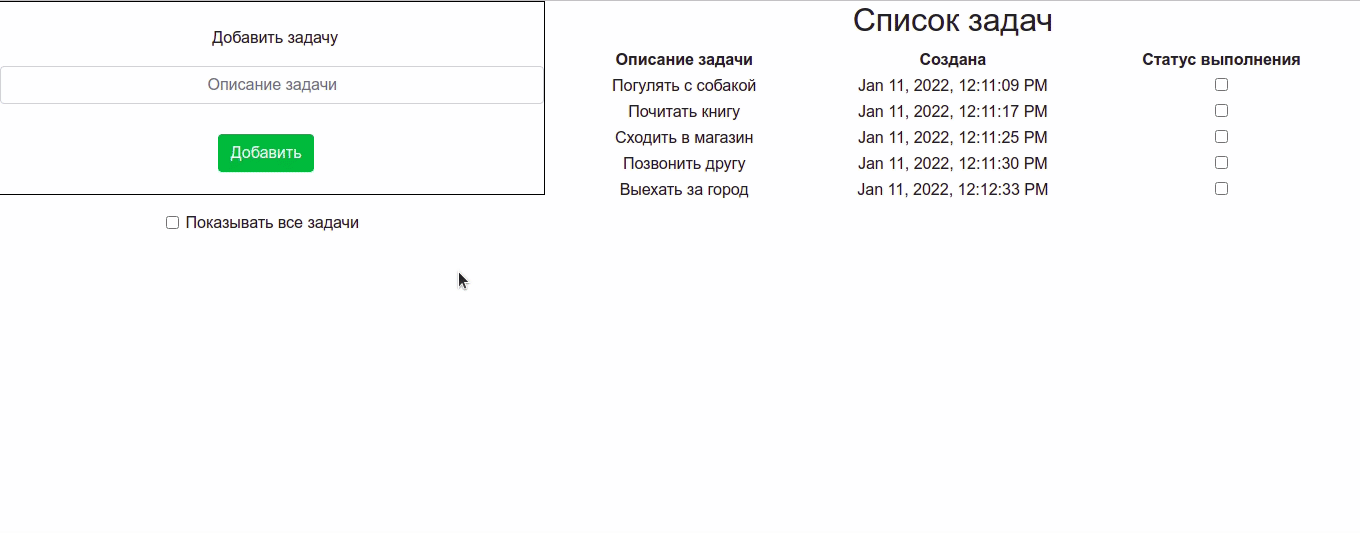 Добавить задачу
Описание задачи
Добавить
Показывать все задачи
Список задач
Описание задачи Создана Статус выполнения
Погулять с собакой Jan 11, 2022, 12:11:09 PM
Почитать книгу Jan 11, 2022, 12:11:17 PM
Сходить в магазин Jan 11, 2022, 12:11:25 PM
Позвонить другу Jan 11, 2022, 12:11:30 PM
Выехать за город Jan 11, 2022, 12:12:33 PM